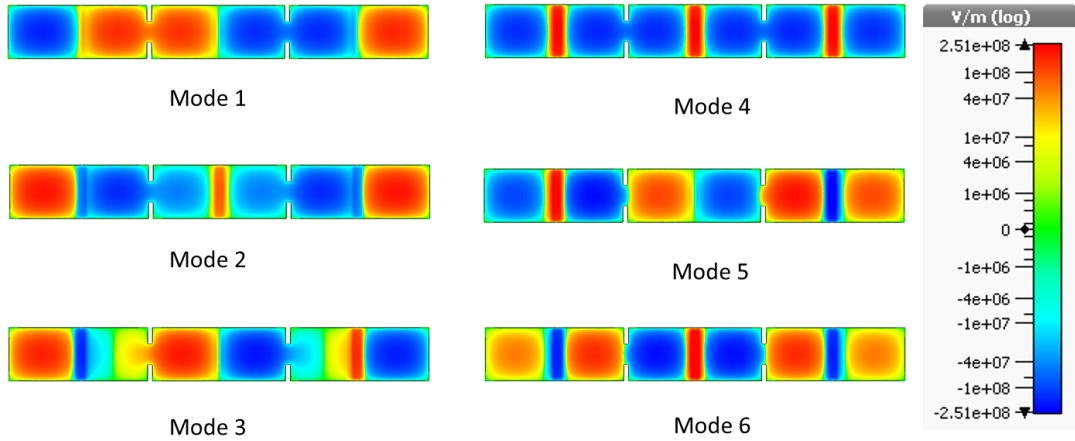 Mode 1
Mode 2
Mode 3
Mode 4
Mode 5
Mode 6
V/m (log)
2.51e+08
1e+08
4e+07
1e+07
4e+06
1e+06
0
-1e+06
-4e+06
-1e+07
-4e+07
-1e+08
-2.51e+08